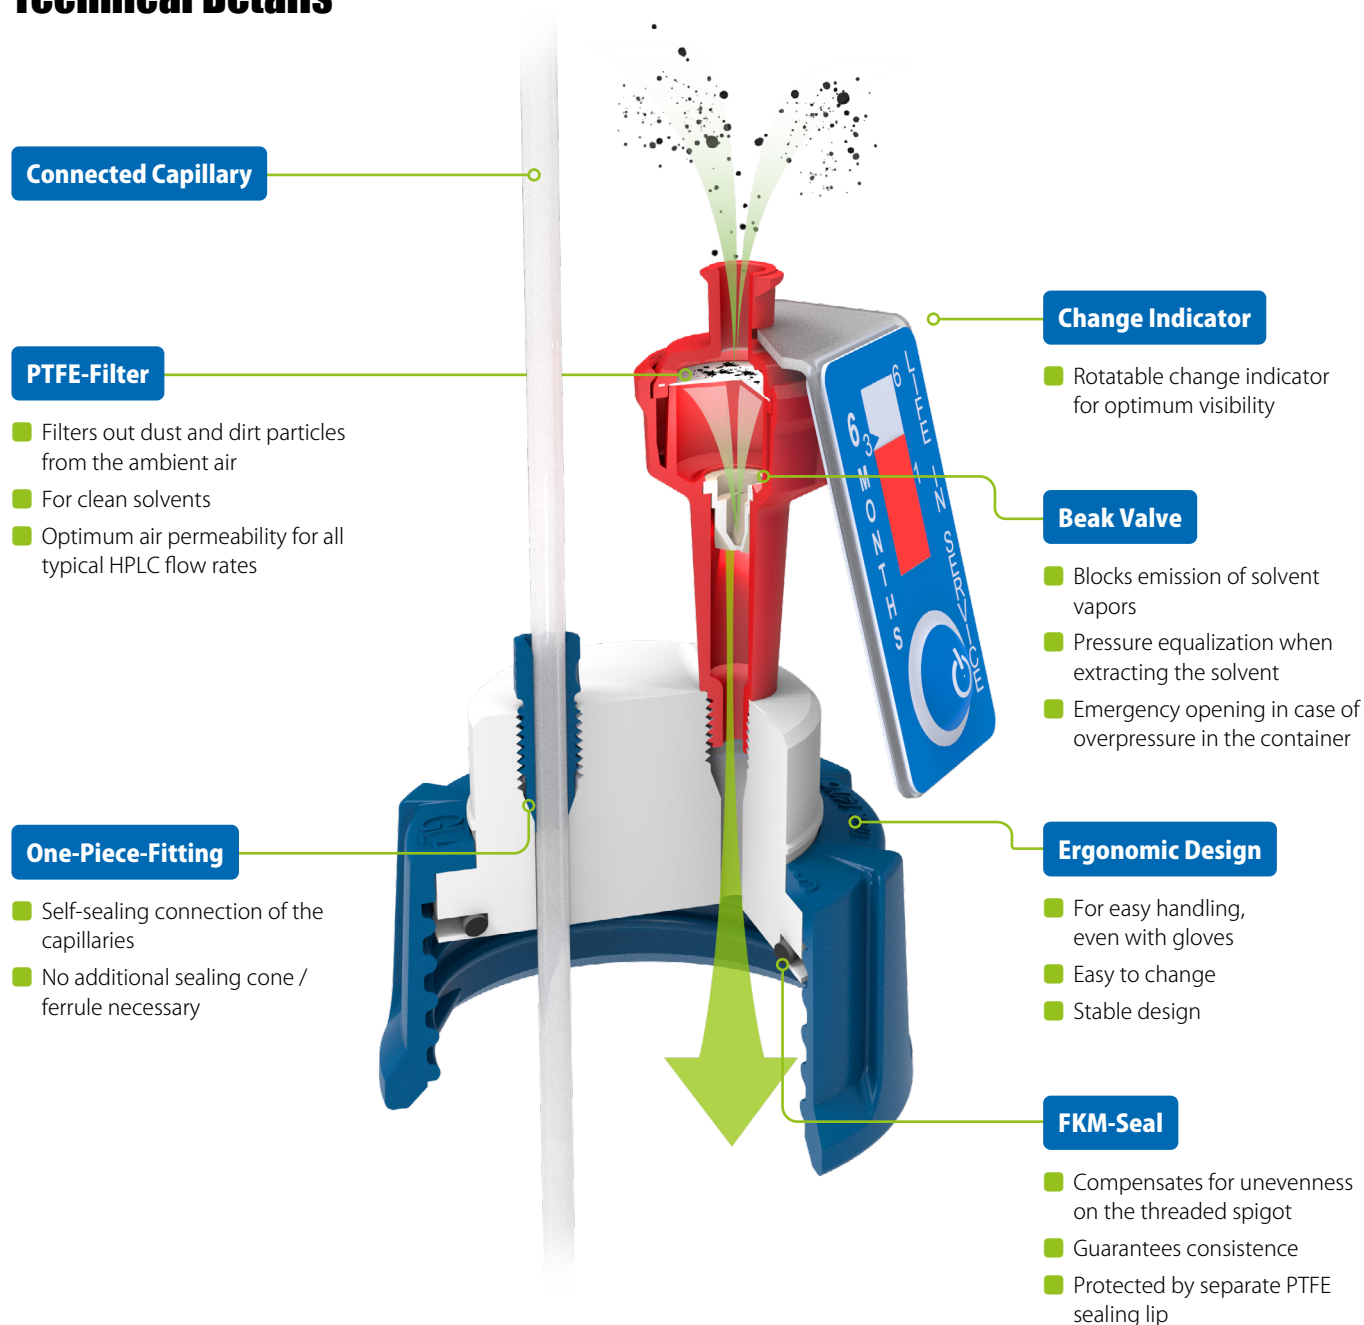 Technical Details
Connected Capillary
PTFE-Filter
Filters out dust and dirt particles
from the ambient air
For clean solvents
Optimum air permeability for all
typical HPLC flow rates
One-Piece-Fitting
Self-sealing connection of the
capillaries
No additional sealing cone /
ferrule necessary
LIFE IN SERVICE
6
3
1
6 MONTHS
GL
Change Indicator
Rotatable change indicator
for optimum visibility
Beak Valve
Blocks emission of solvent
vapors
Pressure equalization when
extracting the solvent
Emergency opening in case of
overpressure in the container
Ergonomic Design
For easy handling,
even with gloves
Easy to change
Stable design
FKM-Seal
Compensates for unevenness
on the threaded spigot
Guarantees consistence
Protected by separate PTFE
sealing lip